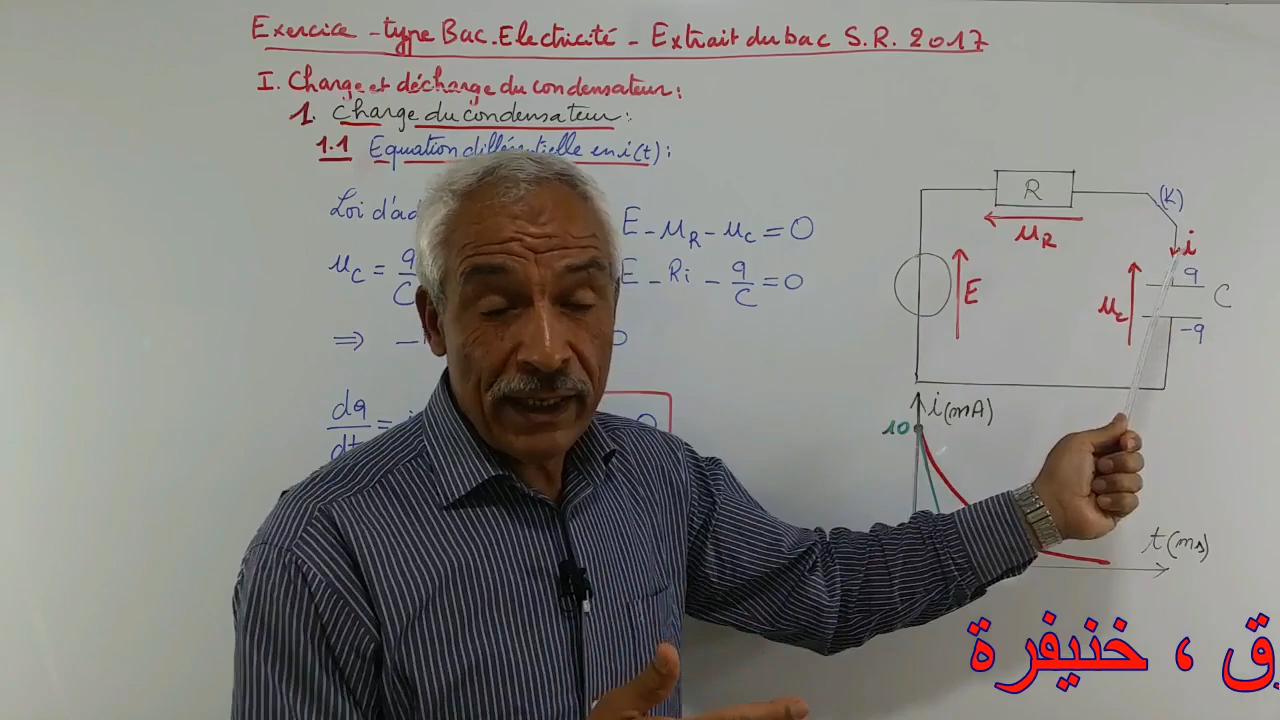 Exercice - type Bac. Electricité - Extrait du bac S.R. 2017
I. Charge et décharge du condensateur :
1. Charge du condensateur :
1.1 Equation différentielle en i(t) :
Loi d'ad
E - u_R - u_C = 0
u_C = q/C
E - Ri - q/C = 0
⇒ -
0
dq/dt =
0
R
(K)
u_R
i
E
u_C
q
-q
C
i(mA)
10
t(ms)
ق ، خنيفرة